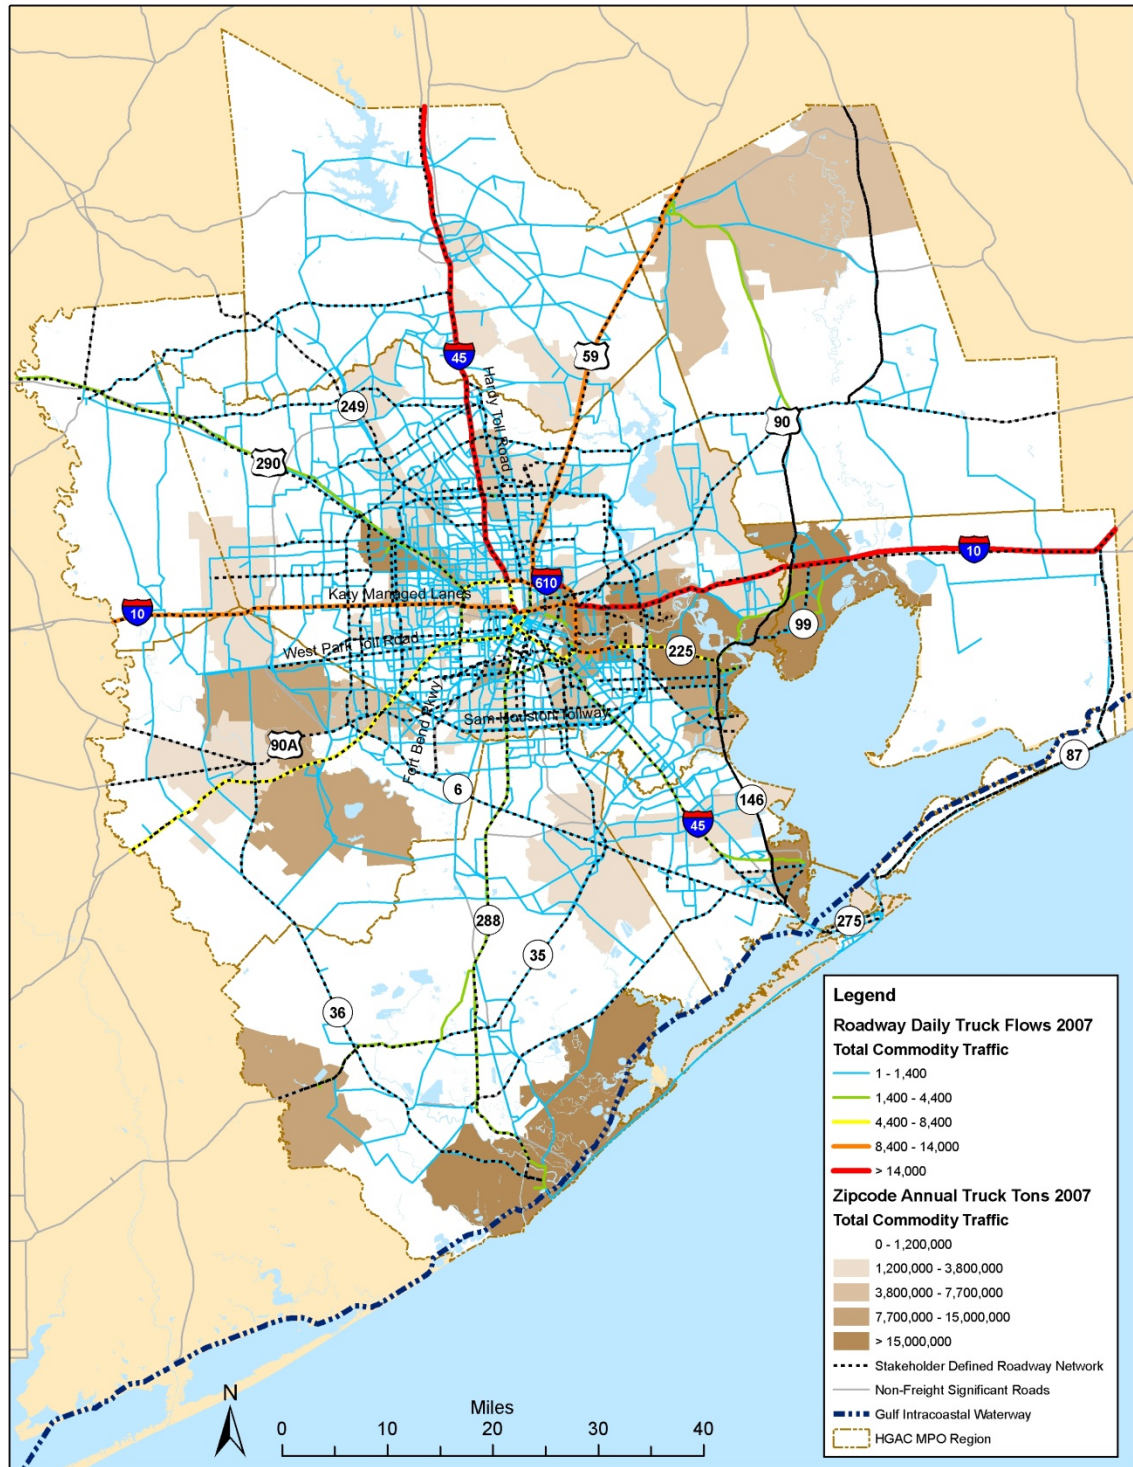 45
59
Hardy Toll Road
249
90
290
10
610
Katy Managed Lanes
10
99
West Park Toll Road
225
Sam Houston Tollway
90A
Fort Bend Pkwy
87
6
146
45
288
275
35
36
Legend
Roadway Daily Truck Flows 2007
Total Commodity Traffic
1 - 1,400
1,400 - 4,400
4,400 - 8,400
8,400 - 14,000
> 14,000
Zipcode Annual Truck Tons 2007
Total Commodity Traffic
0 - 1,200,000
1,200,000 - 3,800,000
3,800,000 - 7,700,000
7,700,000 - 15,000,000
> 15,000,000
Stakeholder Defined Roadway Network
Non-Freight Significant Roads
Gulf Intracoastal Waterway
HGAC MPO Region
N
Miles
0 10 20 30 40